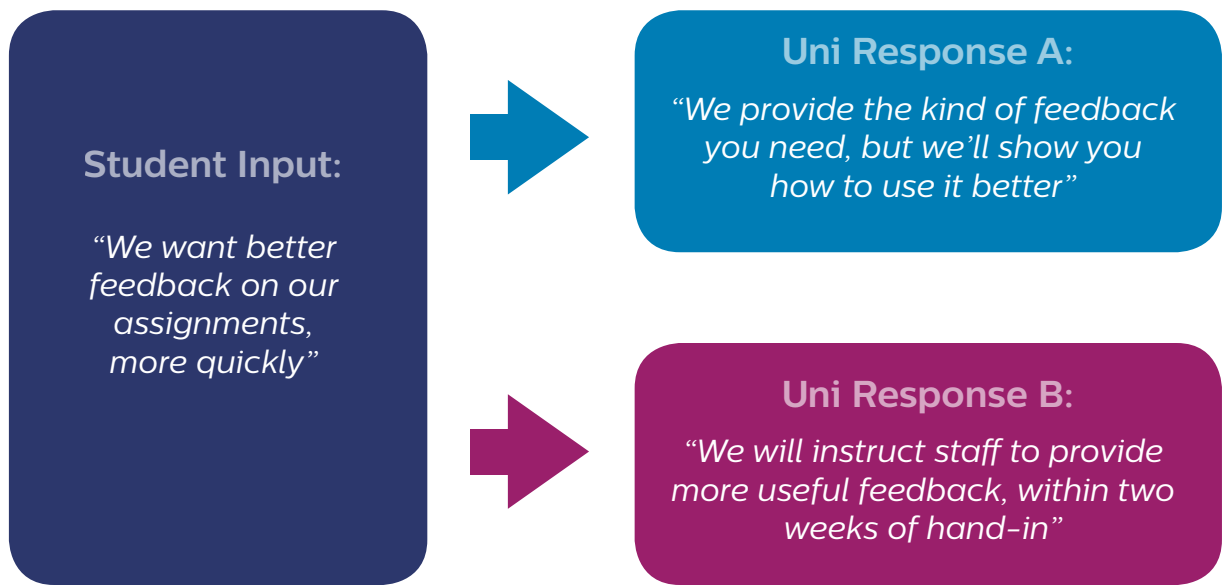 Student Input:
“We want better
feedback on our
assignments,
more quickly”
Uni Response A:
“We provide the kind of feedback
you need, but we’ll show you
how to use it better”
Uni Response B:
“We will instruct staff to provide
more useful feedback, within two
weeks of hand-in”